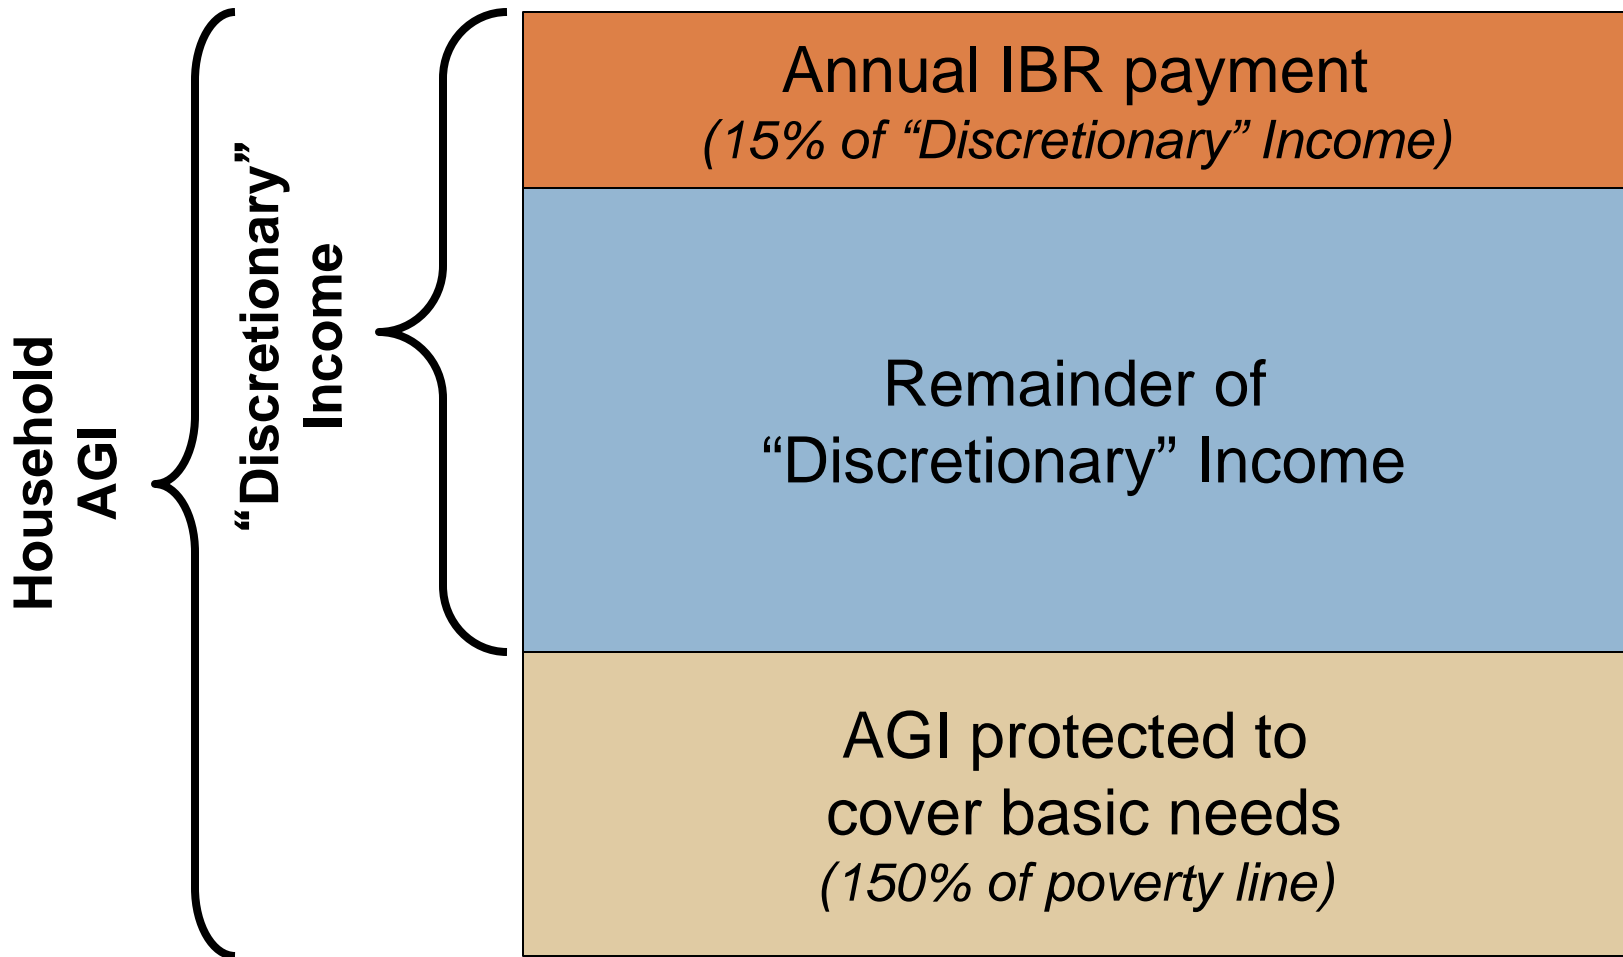 Household
AGI
“Discretionary”
Income
Annual IBR payment
(15% of “Discretionary” Income)
Remainder of
“Discretionary” Income
AGI protected to
cover basic needs
(150% of poverty line)